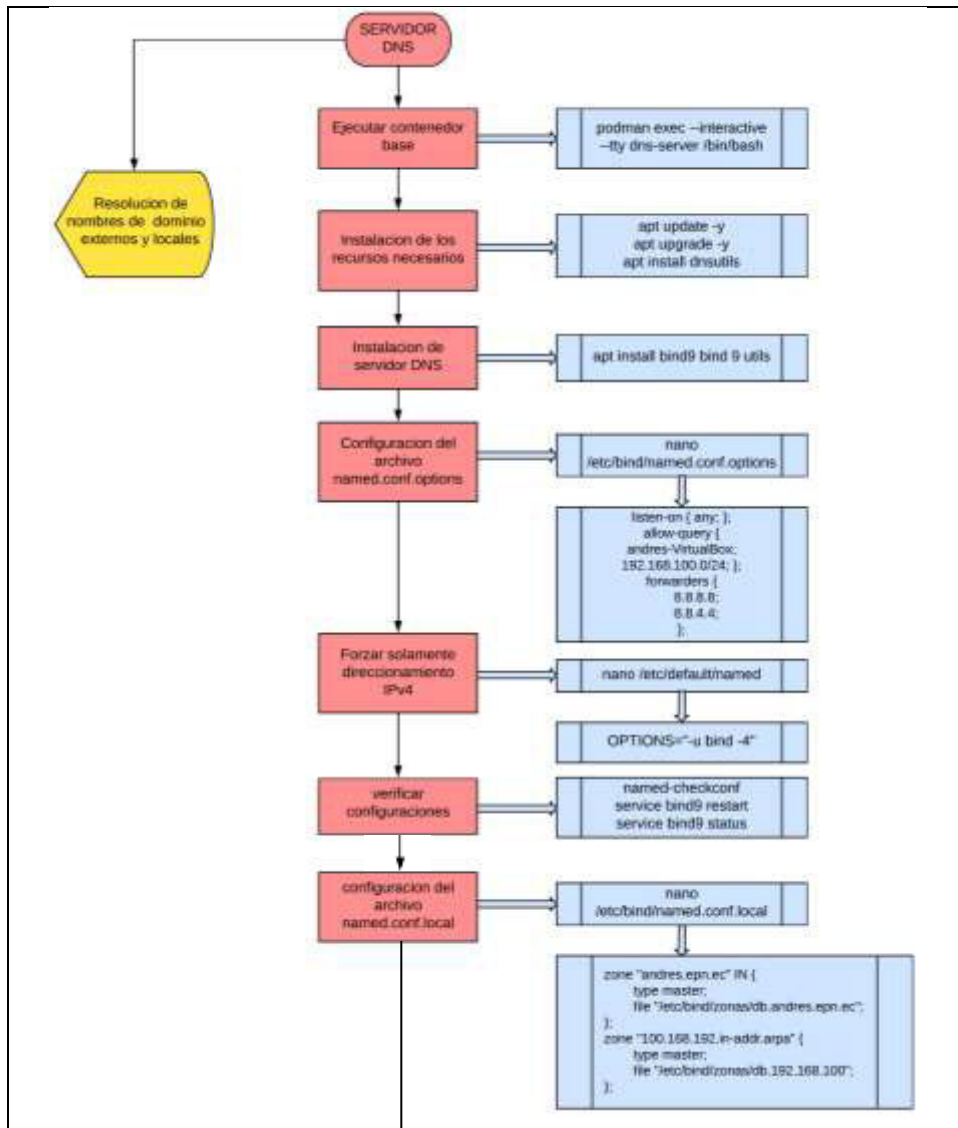 SERVIDOR
DNS
Ejecutar contenedor
base
podman exec --interactive
--tty dns-server /bin/bash
Resolucion de
nombres de dominio
externos y locales
Instalacion de los
recursos necesarios
apt update -y
apt upgrade -y
apt install dnsutils
Instalacion de
servidor DNS
apt install bind9 bind 9 utils
Configuracion del
archivo
named.conf.options
nano
/etc/bind/named.conf.options
listen-on { any; };
allow-query {
andres-VirtualBox;
192.168.100.0/24; };
forwarders {
8.8.8.8;
8.8.4.4;
};
Forzar solamente
direccionamiento
IPv4
nano /etc/default/named
OPTIONS="-u bind -4"
verificar
configuraciones
named-checkconf
service bind9 restart
service bind9 status
configuracion del
archivo
named.conf.local
nano
/etc/bind/named.conf.local
zone "andres.epn.ec" IN {
type master;
file "/etc/bind/zonas/db.andres.epn.ec";
};
zone "100.168.192.in-addr.arpa" {
type master;
file "/etc/bind/zonas/db.192.168.100";
};